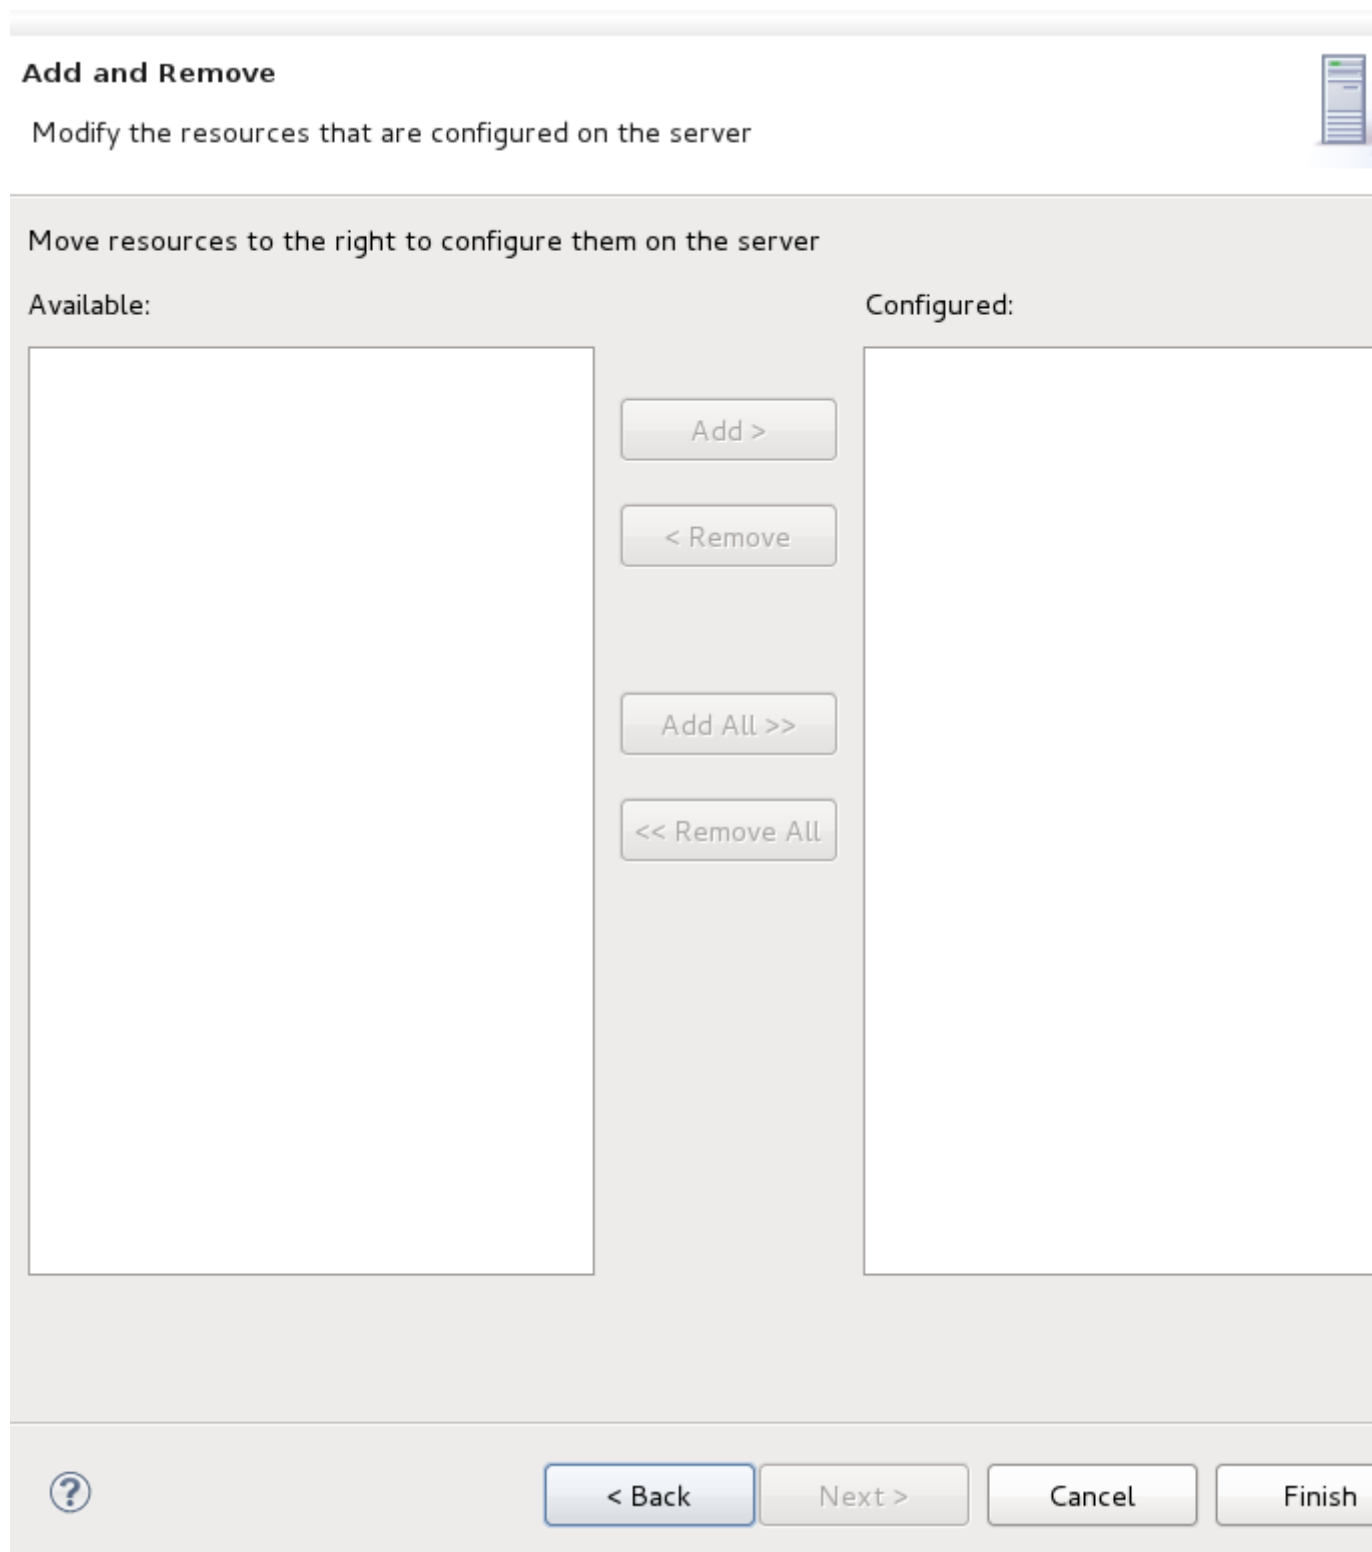 Add and Remove
Modify the resources that are configured on the server
Move resources to the right to configure them on the server
Available:
Configured:
Add >
< Remove
Add All >>
<< Remove All
?
< Back
Next >
Cancel
Finish